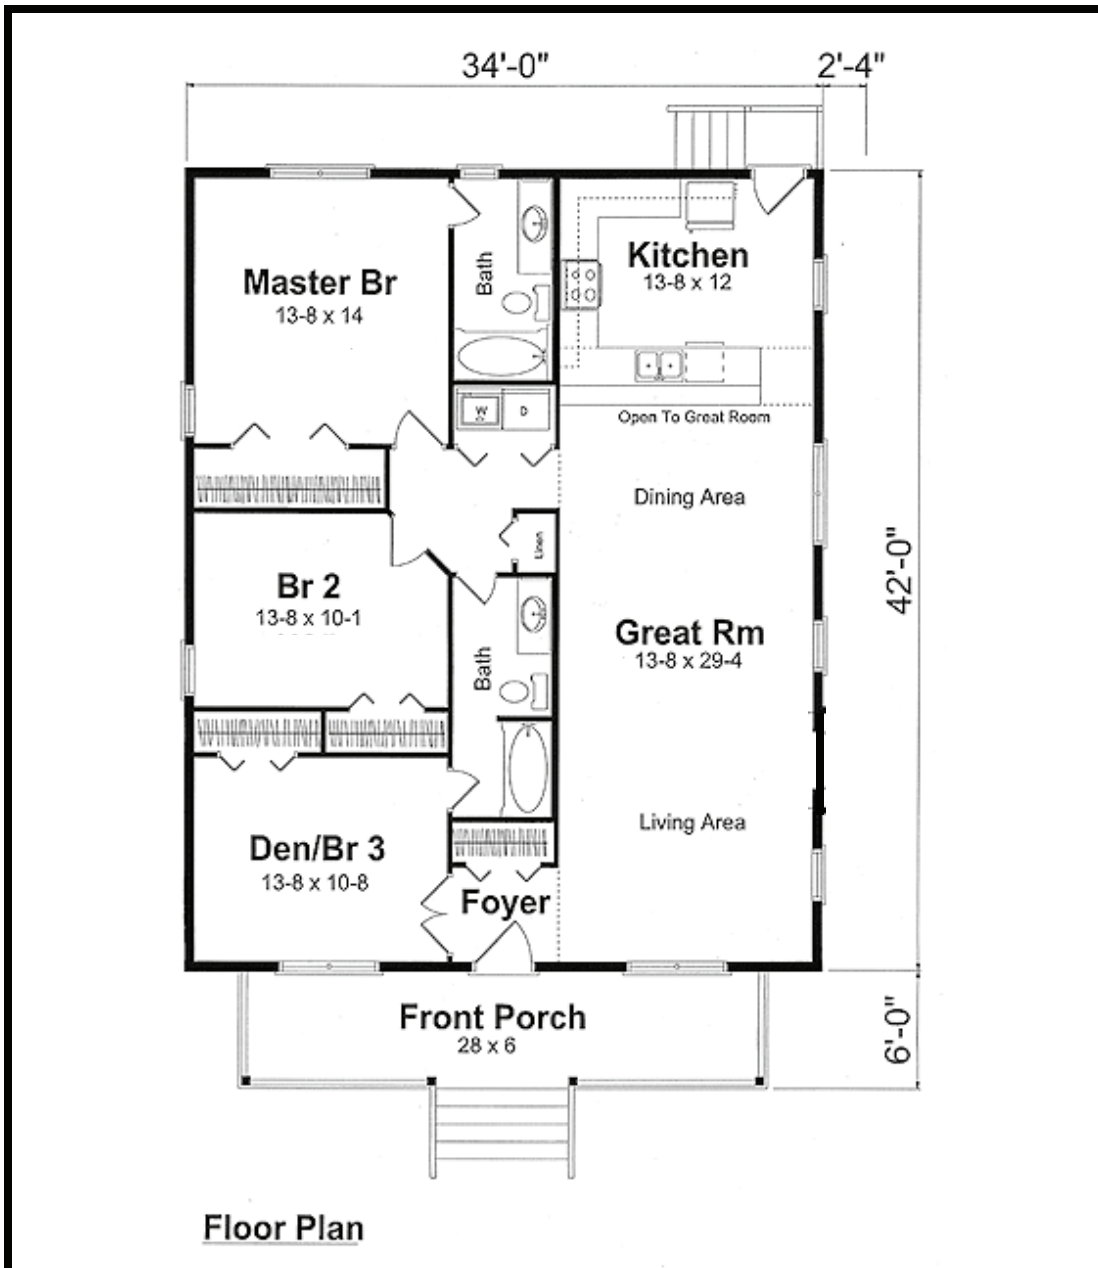 34'-0"
2'-4"
Master Br
13-8 x 14
Bath
Kitchen
13-8 x 12
W
D
Open To Great Room
Dining Area
Linen
Br 2
13-8 x 10-1
42'-0"
Great Rm
13-8 x 29-4
Bath
Living Area
Den/Br 3
13-8 x 10-8
Foyer
Front Porch
28 x 6
6'-0"
Floor Plan